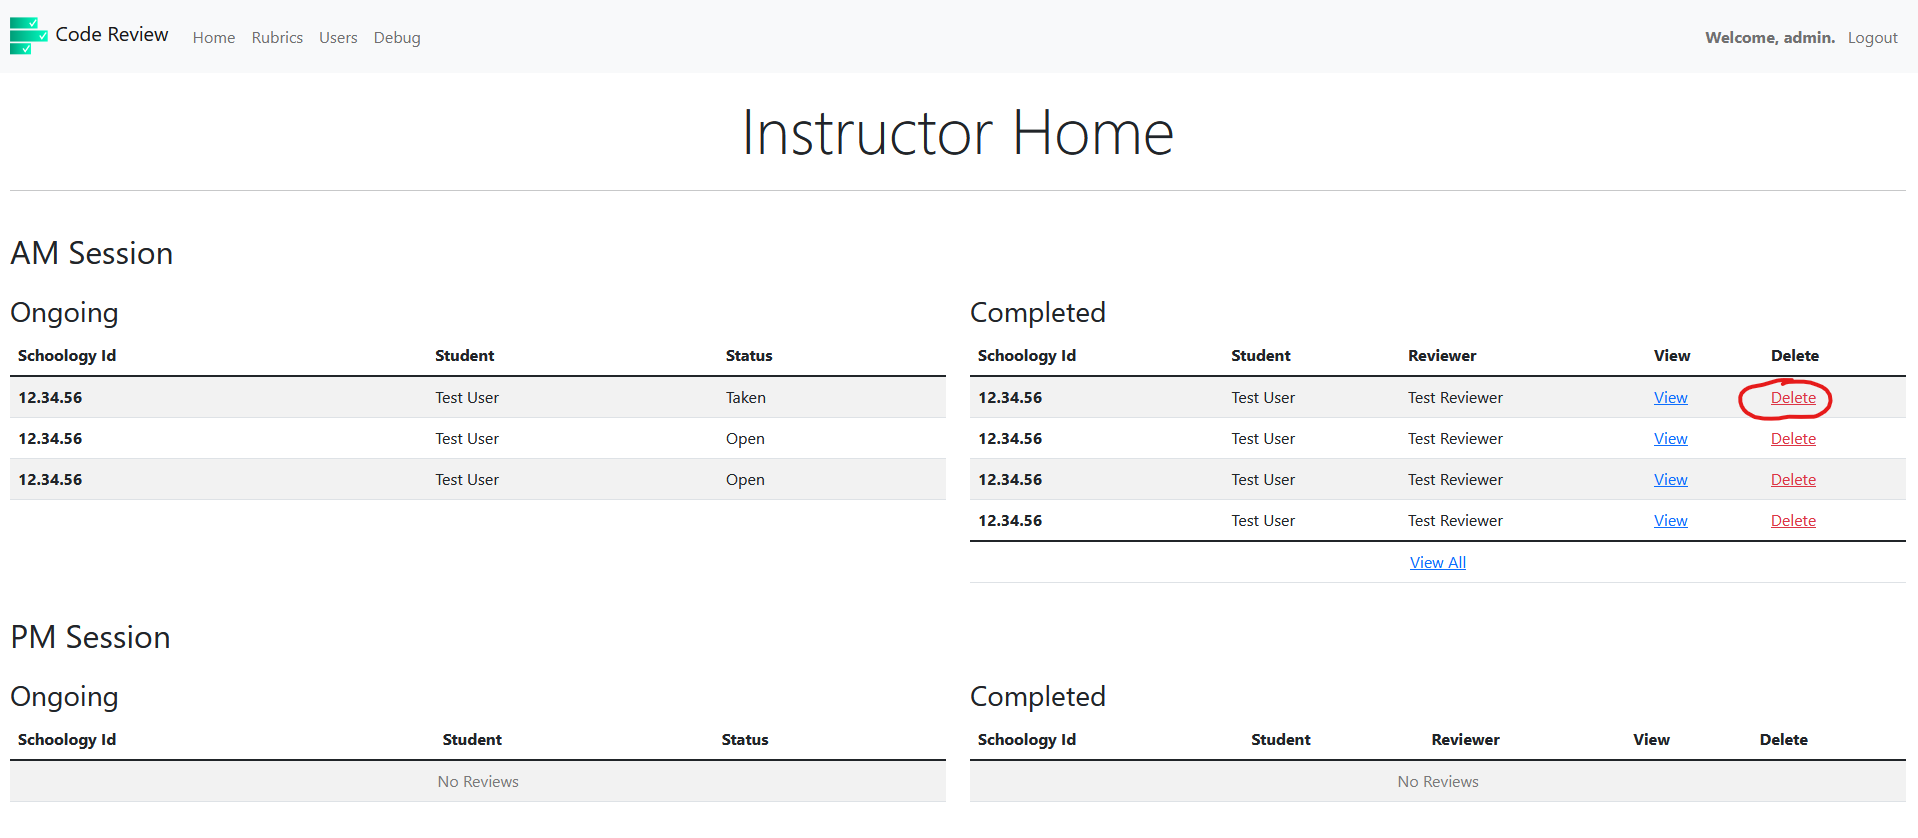 Code Review Home Rubrics Users Debug Welcome, admin. Logout
Instructor Home
AM Session
Ongoing
Schoology Id Student Status
12.34.56 Test User Taken
12.34.56 Test User Open
12.34.56 Test User Open
Completed
Schoology Id Student Reviewer View Delete
12.34.56 Test User Test Reviewer View Delete
12.34.56 Test User Test Reviewer View Delete
12.34.56 Test User Test Reviewer View Delete
12.34.56 Test User Test Reviewer View Delete
View All
PM Session
Ongoing
Schoology Id Student Status
No Reviews
Completed
Schoology Id Student Reviewer View Delete
No Reviews